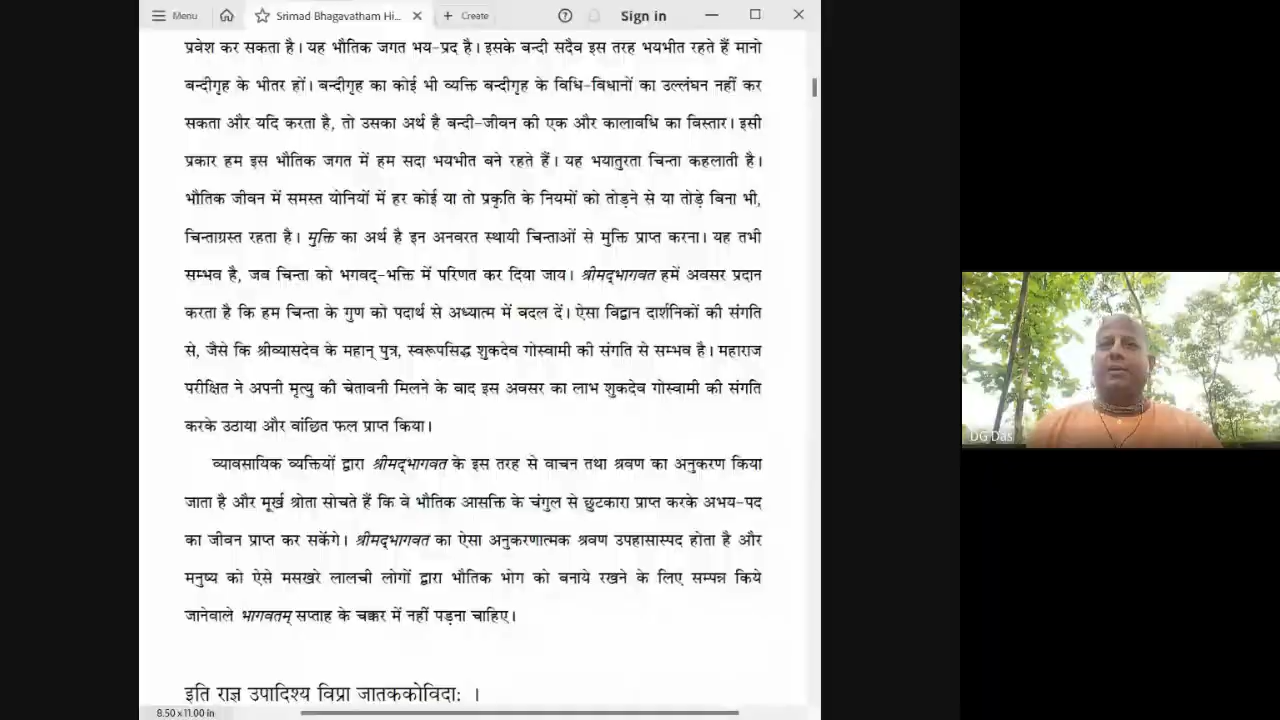 Menu
Srimad Bhagavatham Hi...
Create
Sign in
प्रवेश कर सकता है। यह भौतिक जगत भय-प्रद है। इसके बन्दी सदैव इस तरह भयभीत रहते हैं मानो
बन्दीगृह के भीतर हों। बन्दीगृह का कोई भी व्यक्ति बन्दीगृह के विधि-विधानों का उल्लंघन नहीं कर
सकता और यदि करता है, तो उसका अर्थ है बन्दी-जीवन की एक और कालावधि का विस्तार। इसी
प्रकार हम इस भौतिक जगत में हम सदा भयभीत बने रहते हैं। यह भयातुरता चिन्ता कहलाती है।
भौतिक जीवन में समस्त योनियों में हर कोई या तो प्रकृति के नियमों को तोड़ने से या तोड़े बिना भी,
चिन्ताग्रस्त रहता है। मुक्ति का अर्थ है इन अनवरत स्थायी चिन्ताओं से मुक्ति प्राप्त करना। यह तभी
सम्भव है, जब चिन्ता को भगवद्-भक्ति में परिणत कर दिया जाय। श्रीमद्भागवत हमें अवसर प्रदान
करता है कि हम चिन्ता के गुण को पदार्थ से अध्यात्म में बदल दें। ऐसा विद्वान दार्शनिकों की संगति
से, जैसे कि श्रीव्यासदेव के महान् पुत्र, स्वरूपसिद्ध शुकदेव गोस्वामी की संगति से सम्भव है। महाराज
परीक्षित ने अपनी मृत्यु की चेतावनी मिलने के बाद इस अवसर का लाभ शुकदेव गोस्वामी की संगति
करके उठाया और वांछित फल प्राप्त किया।
व्यावसायिक व्यक्तियों द्वारा श्रीमद्भागवत के इस तरह से वाचन तथा श्रवण का अनुकरण किया
जाता है और मूर्ख श्रोता सोचते हैं कि वे भौतिक आसक्ति के चंगुल से छुटकारा प्राप्त करके अभय-पद
का जीवन प्राप्त कर सकेंगे। श्रीमद्भागवत का ऐसा अनुकरणात्मक श्रवण उपहासास्पद होता है और
मनुष्य को ऐसे मसखरे लालची लोगों द्वारा भौतिक भोग को बनाये रखने के लिए सम्पन्न किये
जानेवाले भागवतम् सप्ताह के चक्कर में नहीं पड़ना चाहिए।
इति राज्ञ उपादिश्य विप्रा जातककोविदाः ।
8.50 x 11.00 in
DG Das